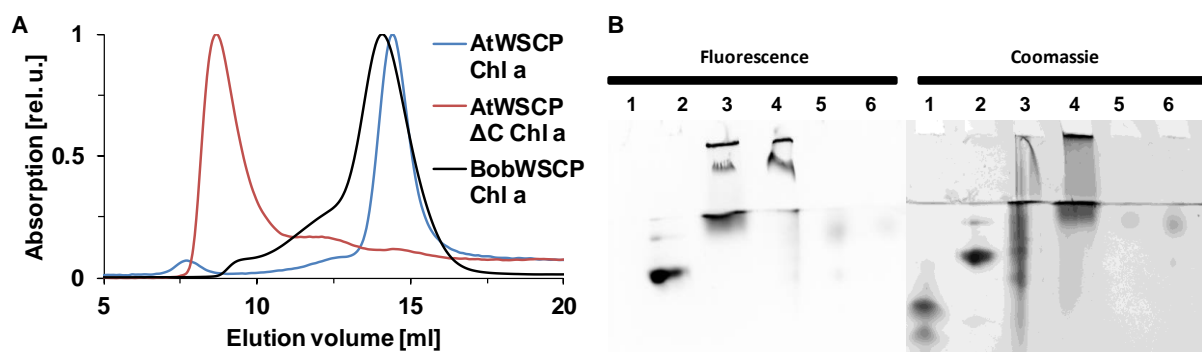 A
Absorption [rel. u.]
1
0.5
0
5
10
15
20
Elution volume [ml]
AtWSCP
Chl a
AtWSCP
ΔC Chl a
BobWSCP
Chl a
B
Fluorescence
Coomassie
1 2 3 4 5 6
1 2 3 4 5 6